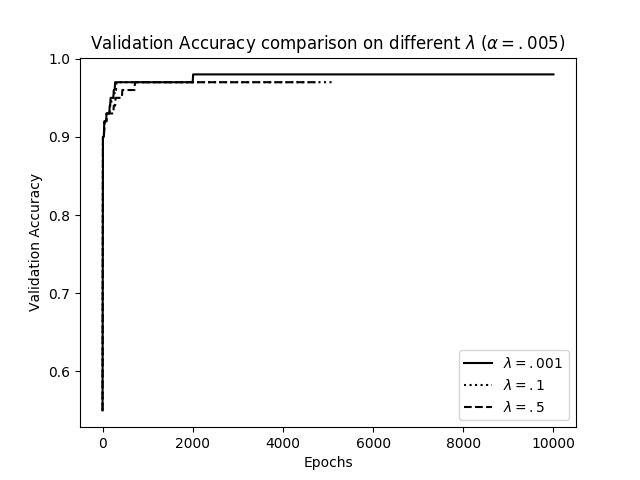 Validation Accuracy comparison on different λ (α=.005)
1.0
0.9
0.8
0.7
0.6
Validation Accuracy
0 2000 4000 6000 8000 10000
Epochs
λ=.001
λ=.1
λ=.5